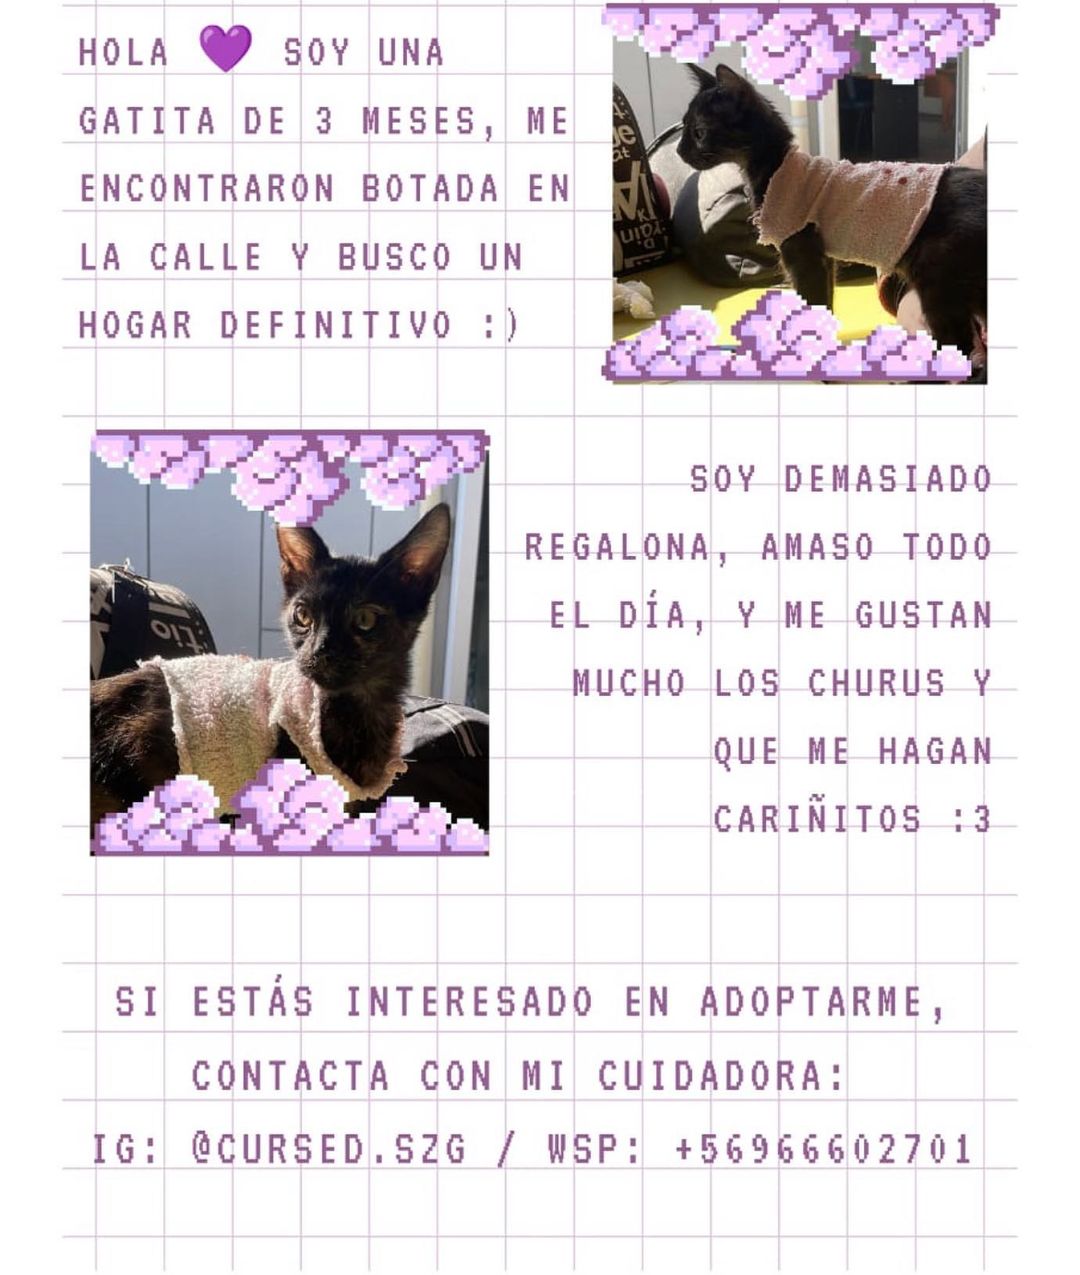 HOLA 💜 SOY UNA
GATITA DE 3 MESES, ME
ENCONTRARON BOTADA EN
LA CALLE Y BUSCO UN
HOGAR DEFINITIVO :)
SOY DEMASIADO
REGALONA, AMASO TODO
EL DÍA, Y ME GUSTAN
MUCHO LOS CHURUS Y
QUE ME HAGAN
CARIÑITOS :3
SI ESTÁS INTERESADO EN ADOPTARME,
CONTACTA CON MI CUIDADORA:
IG: @CURSED.SZG / WSP: +56966602701